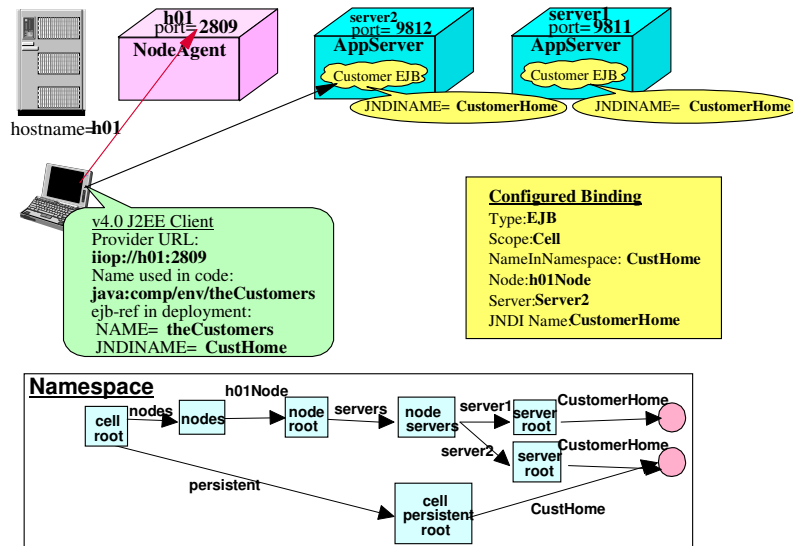 h01
port= 2809
NodeAgent
server2
port= 9812
AppServer
Customer EJB
JNDINAME= CustomerHome
server1
port= 9811
AppServer
Customer EJB
JNDINAME= CustomerHome
hostname=h01
v4.0 J2EE Client
Provider URL:
iiop://h01:2809
Name used in code:
java:comp/env/theCustomers
ejb-ref in deployment:
NAME= theCustomers
JNDINAME= CustHome
Configured Binding
Type:EJB
Scope:Cell
NameInNamespace: CustHome
Node:h01Node
Server:Server2
JNDI Name:CustomerHome
Namespace
cell
root
nodes
nodes
h01Node
node
root
servers
node
servers
server1
server
root
CustomerHome
server2
server
root
CustomerHome
persistent
cell
persistent
root
CustHome